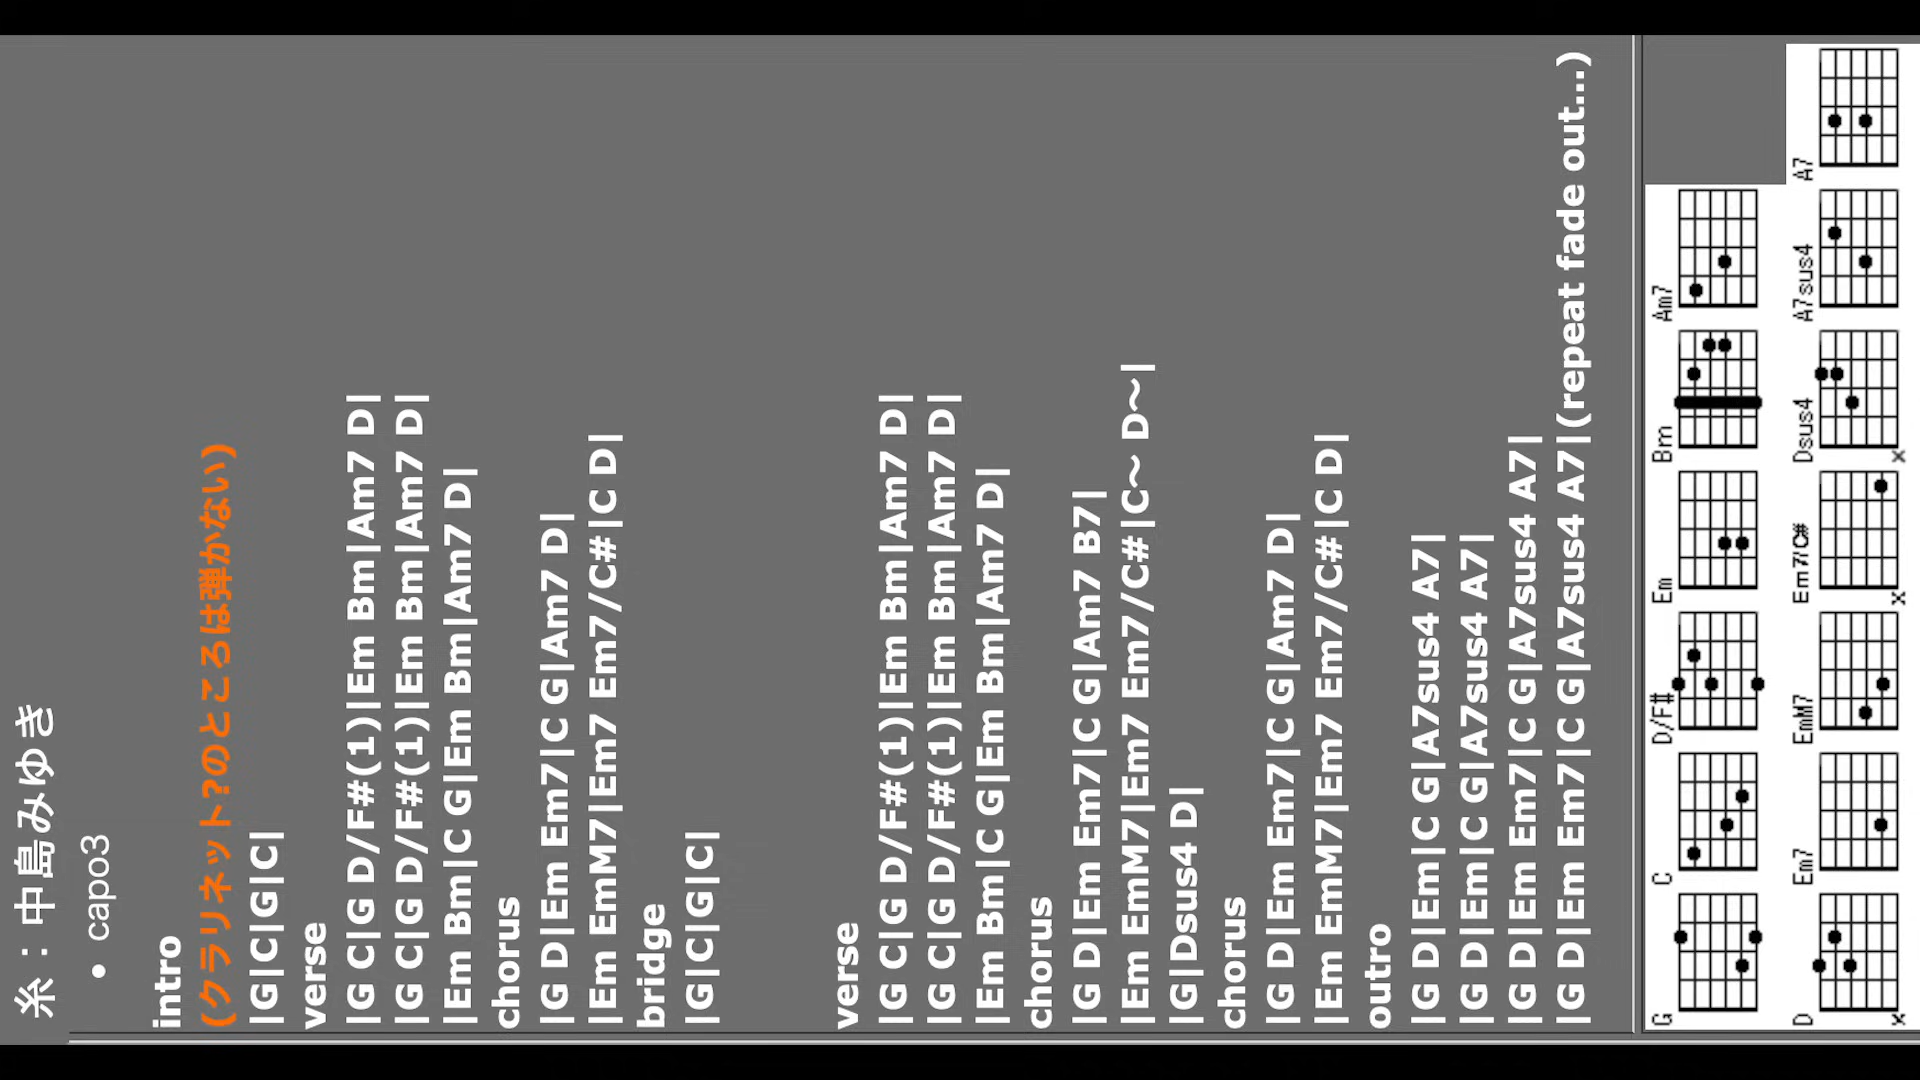 糸：中島みゆき
• capo3
intro
(クラリネット?のところは弾かない)
|G|C|G|C|
verse
|G C|G D/F#(1)|Em Bm|Am7 D|
|G C|G D/F#(1)|Em Bm|Am7 D|
|Em Bm|C G|Em Bm|Am7 D|
chorus
|G D|Em Em7|C G|Am7 D|
|Em EmM7|Em7 Em7/C#|C D|
bridge
|G|C|G|C|
verse
|G C|G D/F#(1)|Em Bm|Am7 D|
|G C|G D/F#(1)|Em Bm|Am7 D|
|Em Bm|C G|Em Bm|Am7 D|
chorus
|G D|Em Em7|C G|Am7 B7|
|Em EmM7|Em7 Em7/C#|C~ D~|
|G|Dsus4 D|
chorus
|G D|Em Em7|C G|Am7 D|
|Em EmM7|Em7 Em7/C#|C D|
outro
|G D|Em|C G|A7sus4 A7|
|G D|Em|C G|A7sus4 A7|
|G D|Em Em7|C G|A7sus4 A7|
|G D|Em Em7|C G|A7sus4 A7|(repeat fade out...)
G C D/F# Em Bm Am7
D Em7 EmM7 Em7/C# Dsus4 A7sus4 A7
x x x